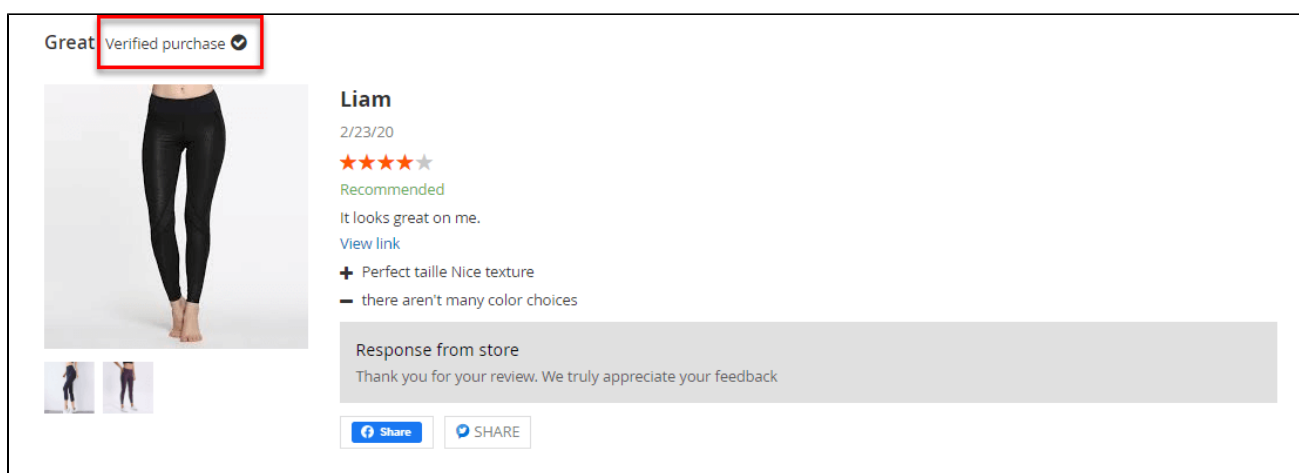 Great Verified purchase
Liam
2/23/20
Recommended
It looks great on me.
View link
Perfect taille Nice texture
there aren't many color choices
Response from store
Thank you for your review. We truly appreciate your feedback
Share
SHARE